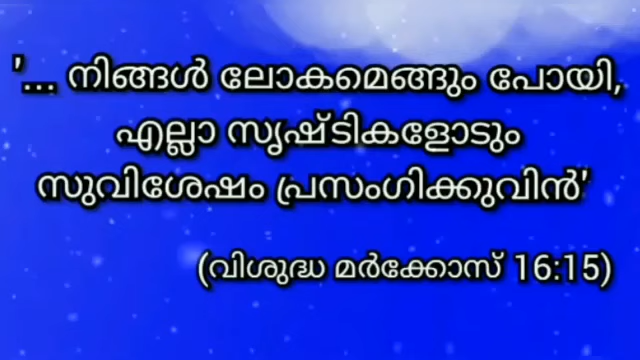 '... നിങ്ങൾ ലോകമെങ്ങും പോയി,
എല്ലാ സൃഷ്ടികളോടും
സുവിശേഷം പ്രസംഗിക്കുവിൻ'
(വിശുദ്ധ മർക്കോസ് 16:15)